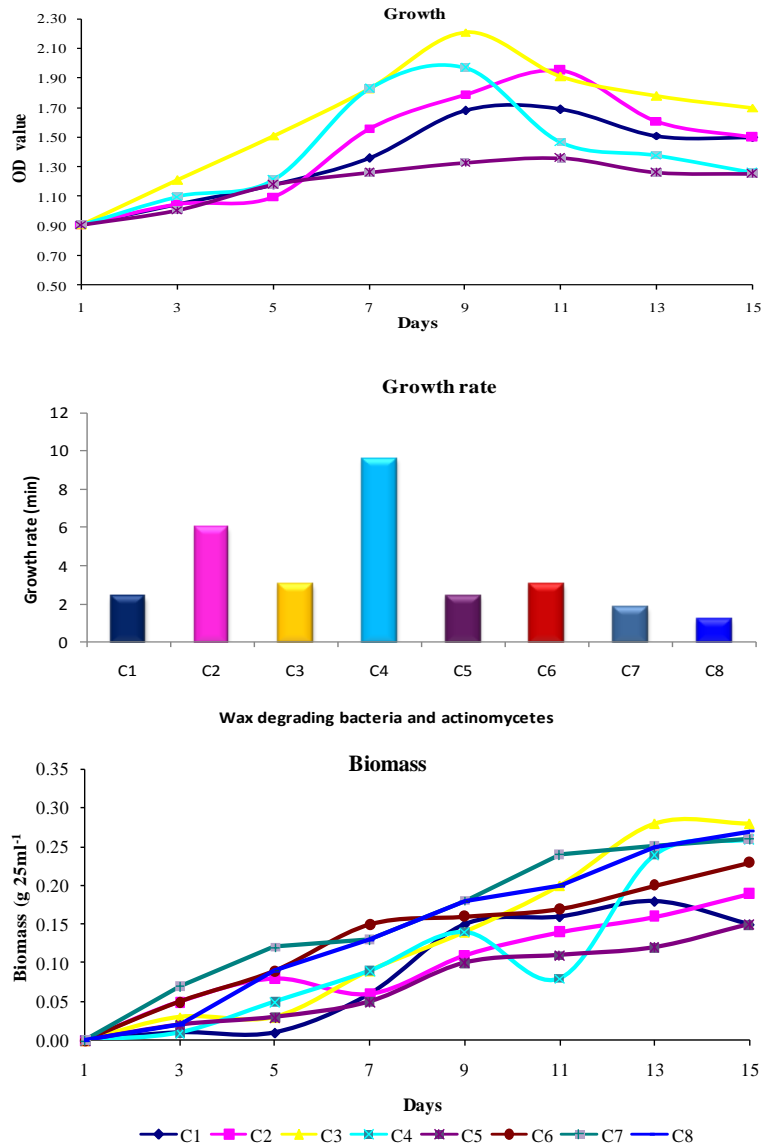 Growth
2.30
2.10
1.90
1.70
1.50
1.30
1.10
0.90
0.70
0.50
OD value
1 3 5 7 9 11 13 15
Days
Growth rate
12
10
8
6
4
2
0
Growth rate (min)
C1 C2 C3 C4 C5 C6 C7 C8
Wax degrading bacteria and actinomycetes
Biomass
0.35
0.30
0.25
0.20
0.15
0.10
0.05
0.00
Biomass (g 25ml⁻¹
1 3 5 7 9 11 13 15
Days
C1 C2 C3 C4 C5 C6 C7 C8